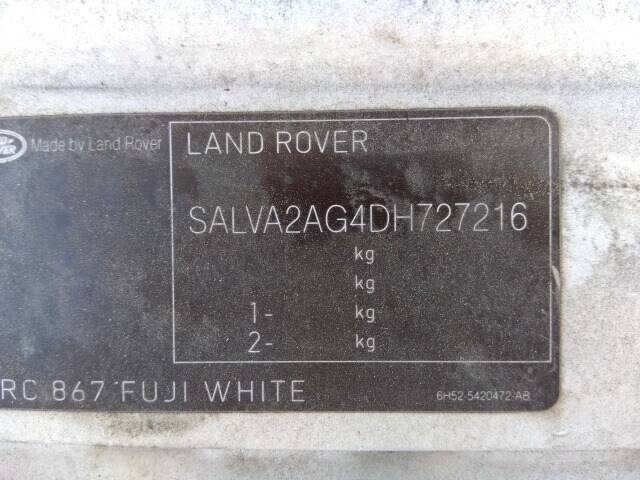 Made by Land Rover
LAND ROVER
SALVA2AG4DH727216
kg
kg
1- kg
2- kg
RC 867 FUJI WHITE
6H52-5420472-AB